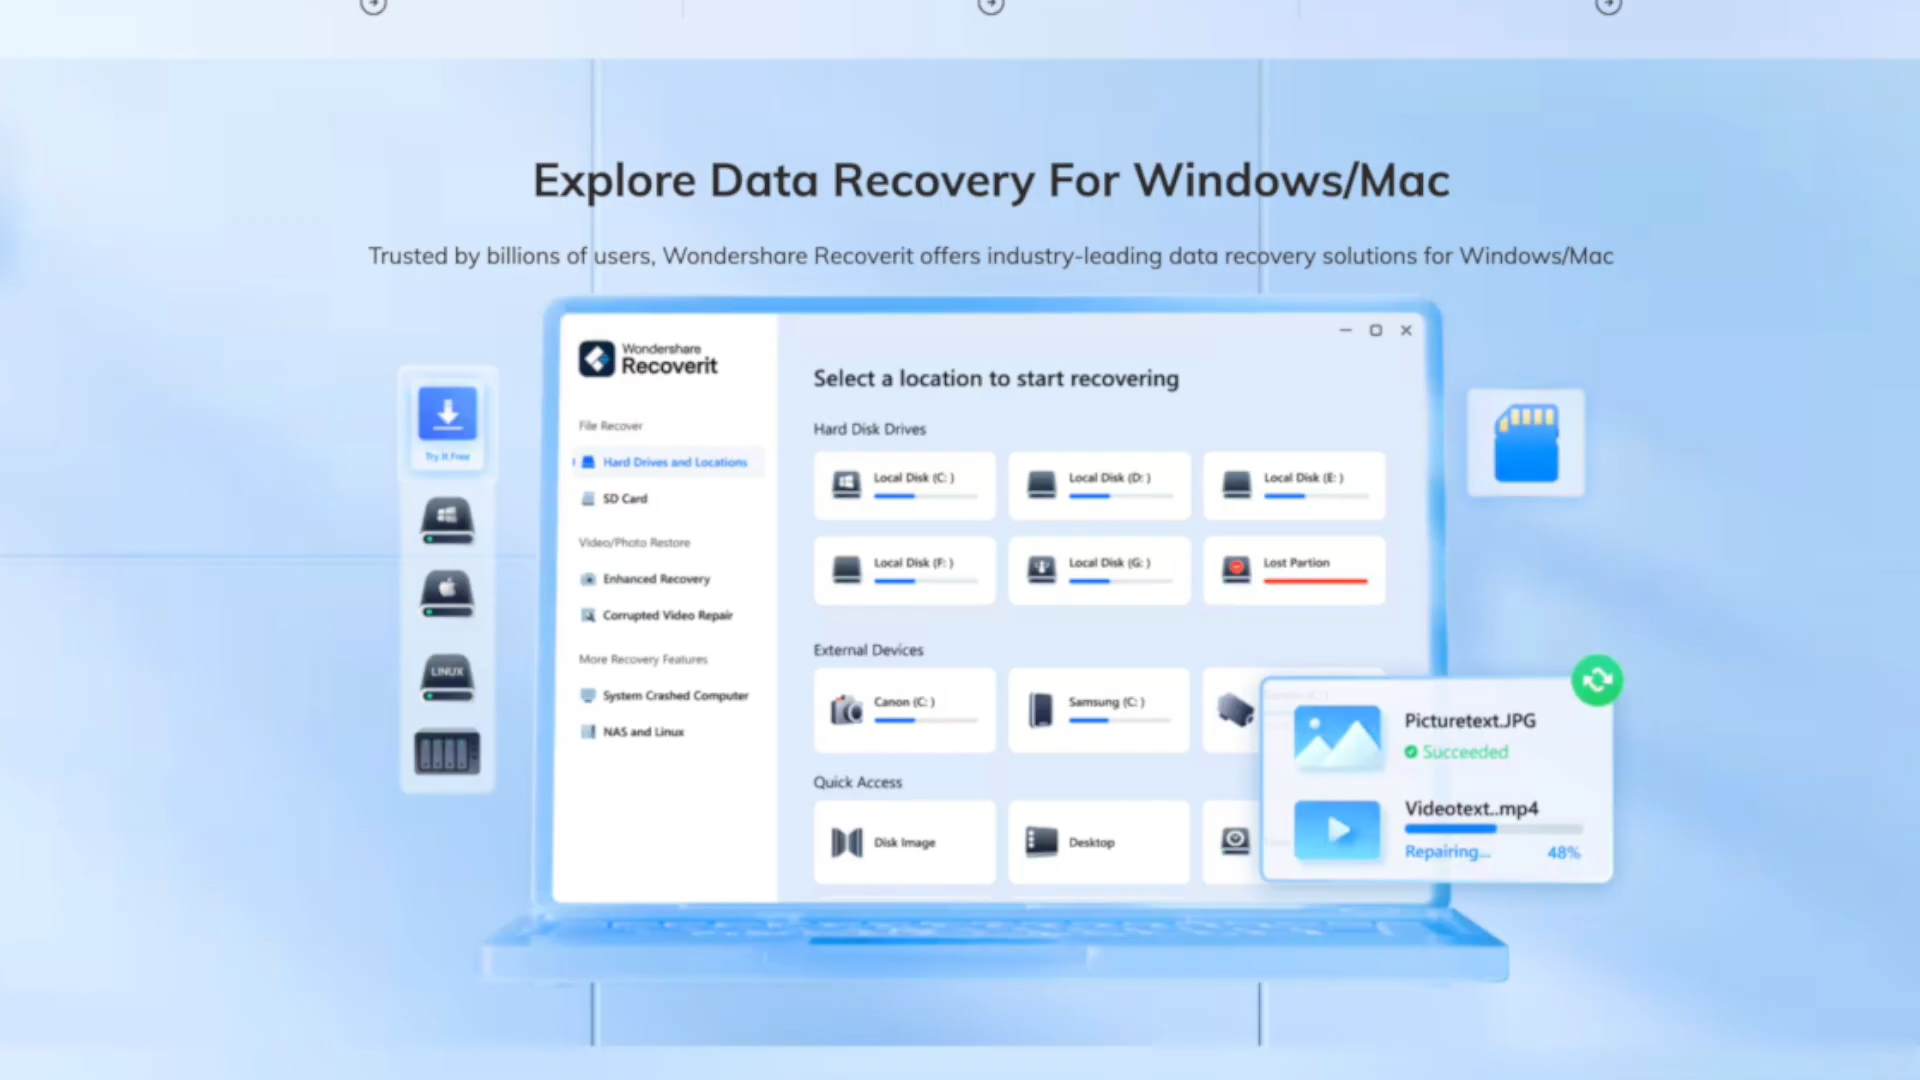 Explore Data Recovery For Windows/Mac
Trusted by billions of users, Wondershare Recoverit offers industry-leading data recovery solutions for Windows/Mac
Try It Free
LINUX
Wondershare
Recoverit
File Recover
Hard Drives and Locations
SD Card
Video/Photo Restore
Enhanced Recovery
Corrupted Video Repair
More Recovery Features
System Crashed Computer
NAS and Linux
Select a location to start recovering
Hard Disk Drives
Local Disk (C: )
Local Disk (D: )
Local Disk (E: )
Local Disk (F: )
Local Disk (G: )
Lost Partion
External Devices
Canon (C: )
Samsung (C: )
Quick Access
Disk Image
Desktop
Picturetext.JPG
Succeeded
Videotext..mp4
Repairing...
48%